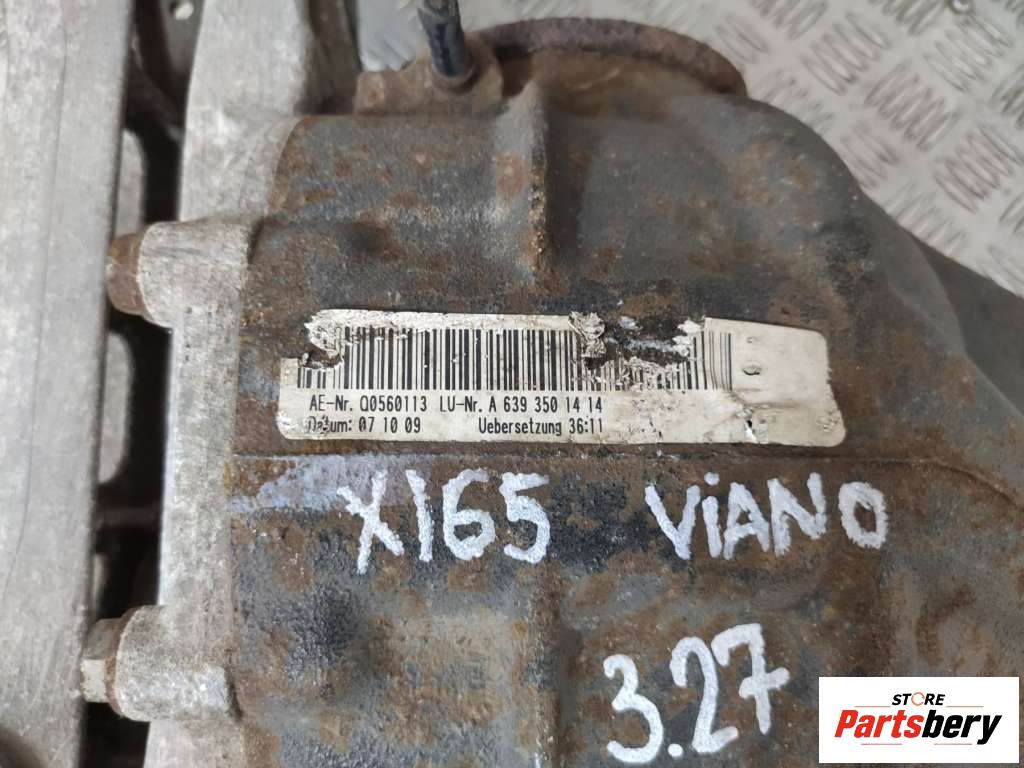 AE-Nr. Q0560113 LU-Nr. A 639 350 14 14
Datum: 07 10 09 Uebersetzung 36:11
X165 ViANO
3.27
STORE
Partsbery